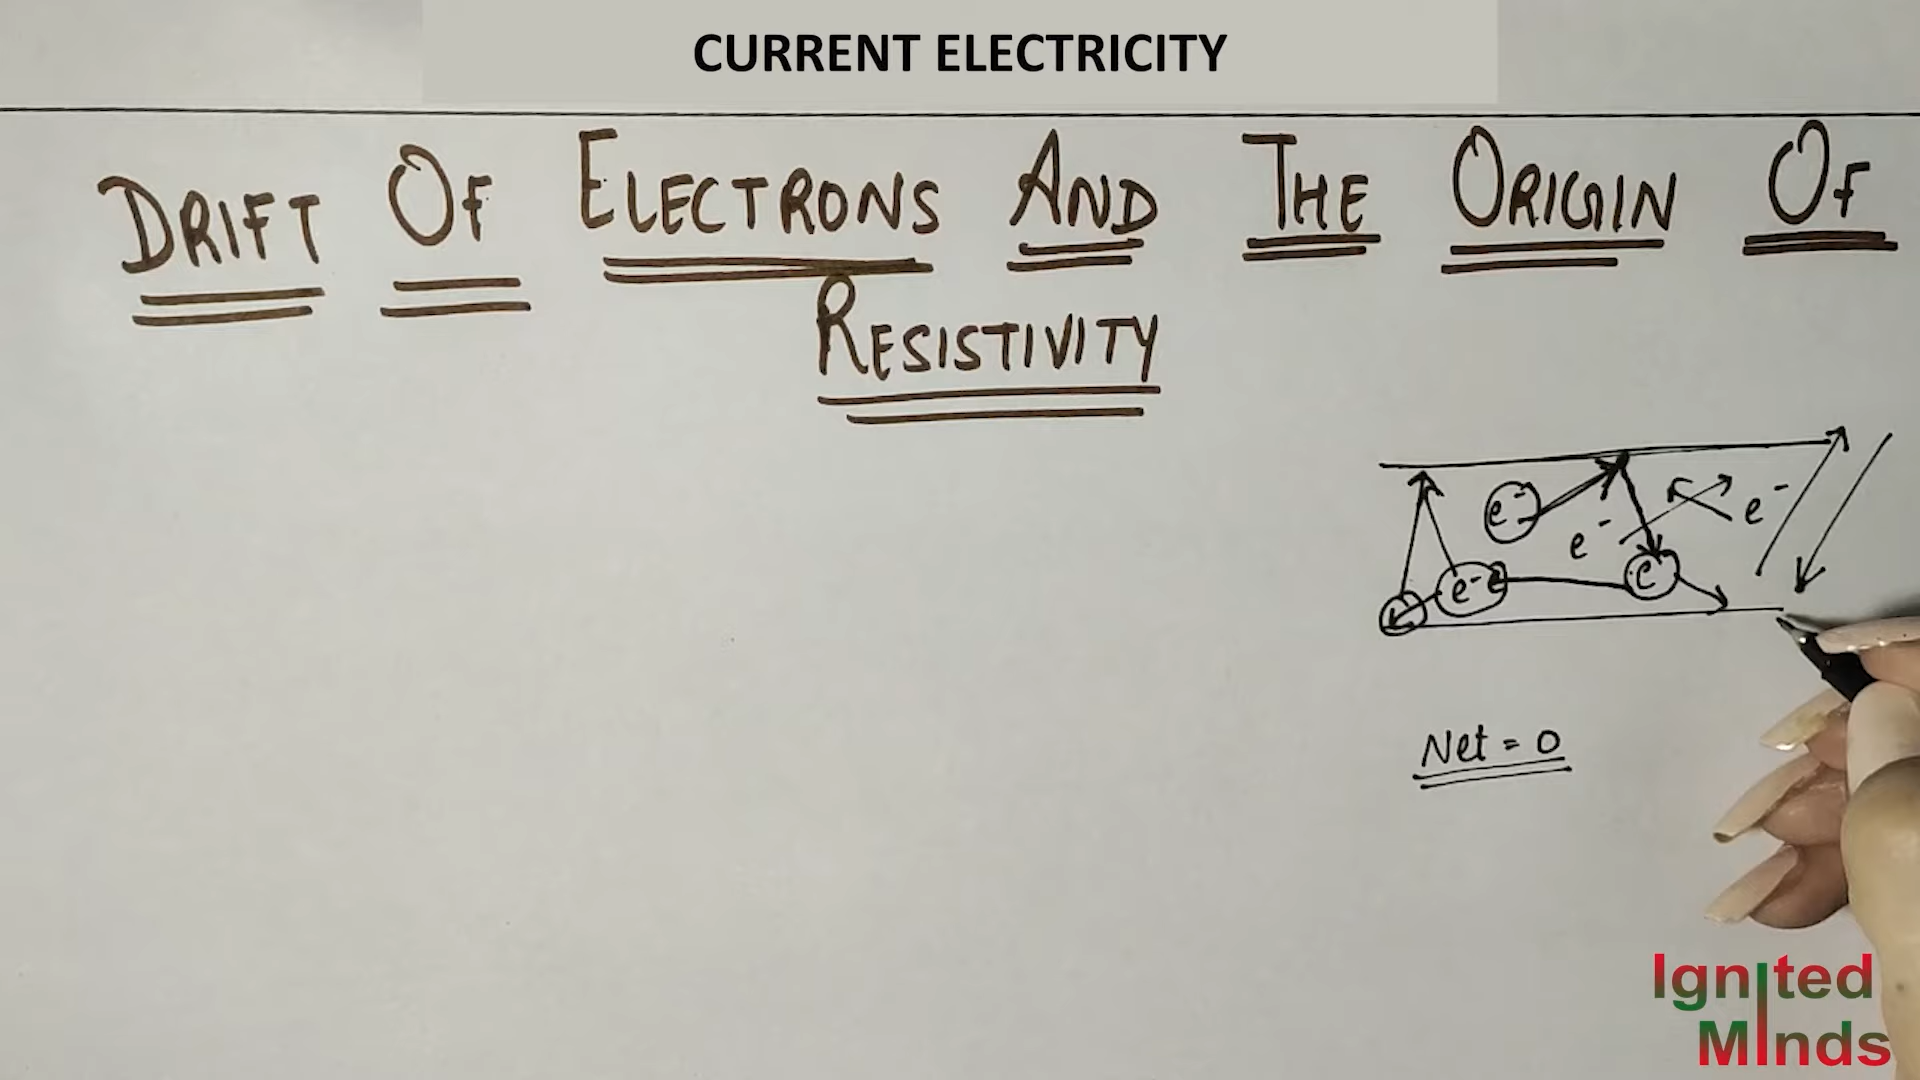 CURRENT ELECTRICITY
DRIFT OF ELECTRONS AND THE ORIGIN OF
RESISTIVITY
e⁻
e⁻
e⁻
e⁻
e
Net = 0
Ignited
Minds